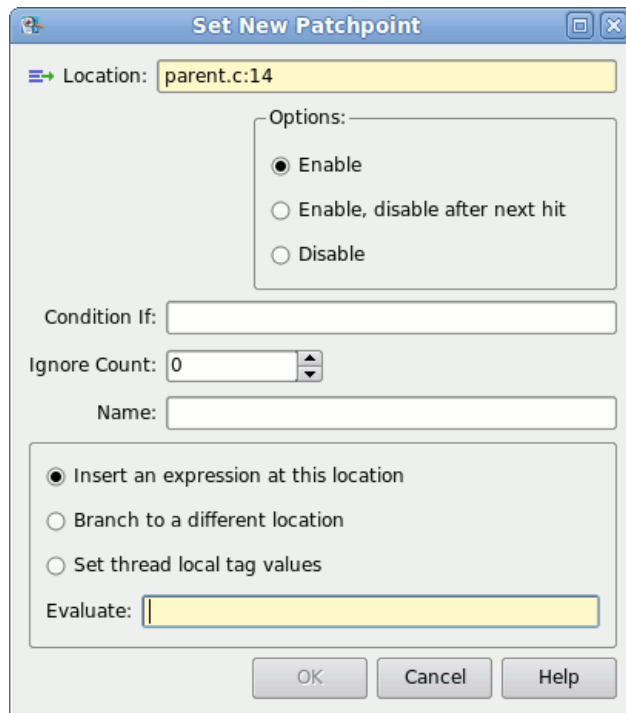 Set New Patchpoint
Location: parent.c:14
Options:
Enable
Enable, disable after next hit
Disable
Condition If:
Ignore Count: 0
Name:
Insert an expression at this location
Branch to a different location
Set thread local tag values
Evaluate:
OK Cancel Help